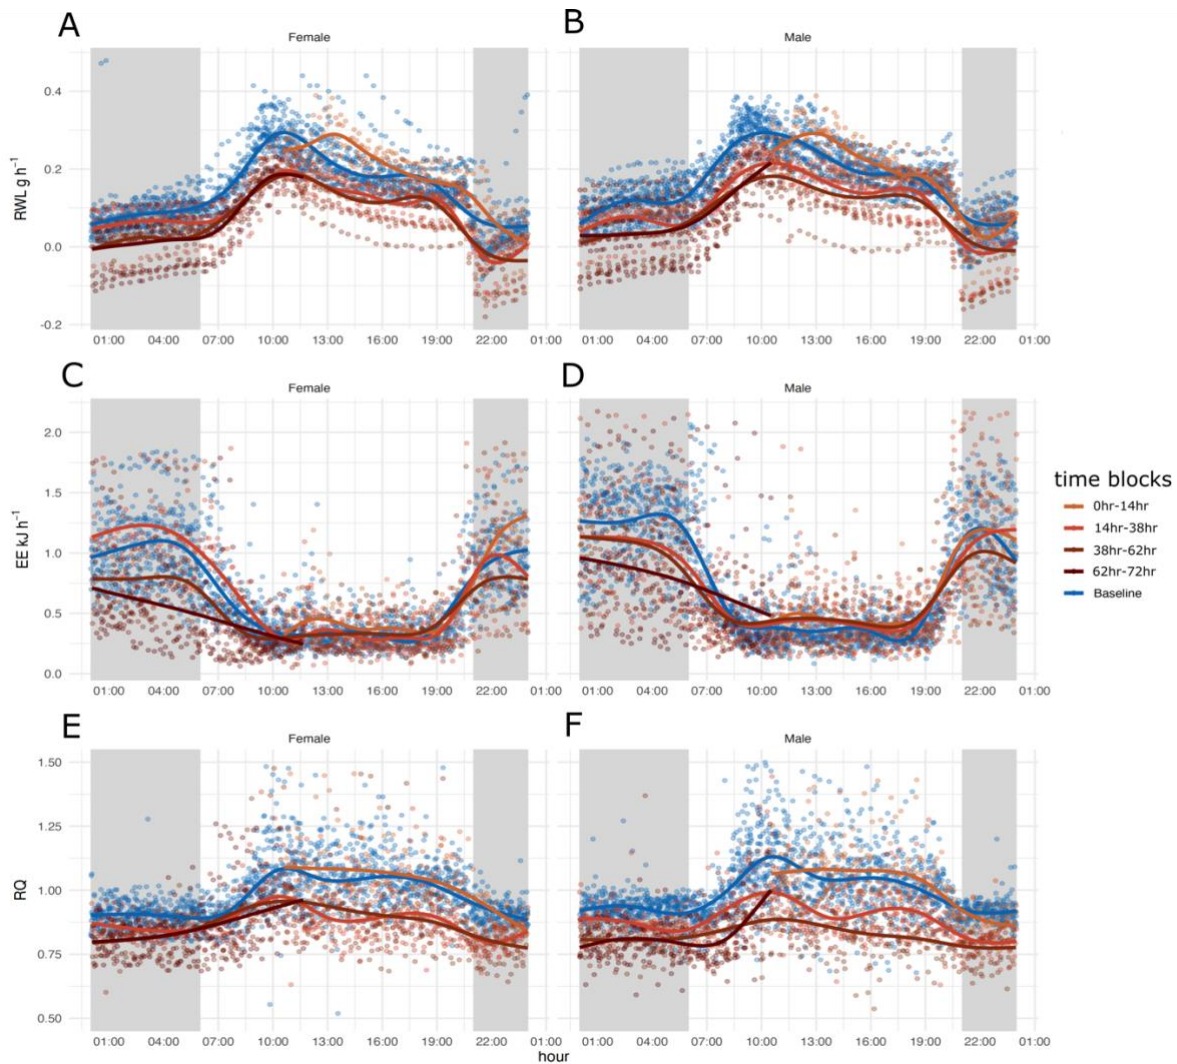 A
B
Female
Male
RWL g h⁻¹
0.4
0.2
0.0
-0.2
01:00 04:00 07:00 10:00 13:00 16:00 19:00 22:00 01:00
01:00 04:00 07:00 10:00 13:00 16:00 19:00 22:00 01:00
C
D
Female
Male
EE kJ h⁻¹
2.0
1.5
1.0
0.5
0.0
01:00 04:00 07:00 10:00 13:00 16:00 19:00 22:00 01:00
01:00 04:00 07:00 10:00 13:00 16:00 19:00 22:00 01:00
time blocks
0hr-14hr
14hr-38hr
38hr-62hr
62hr-72hr
Baseline
E
F
Female
Male
RQ
1.50
1.25
1.00
0.75
0.50
01:00 04:00 07:00 10:00 13:00 16:00 19:00 22:00 01:00
01:00 04:00 07:00 10:00 13:00 16:00 19:00 22:00 01:00
hour